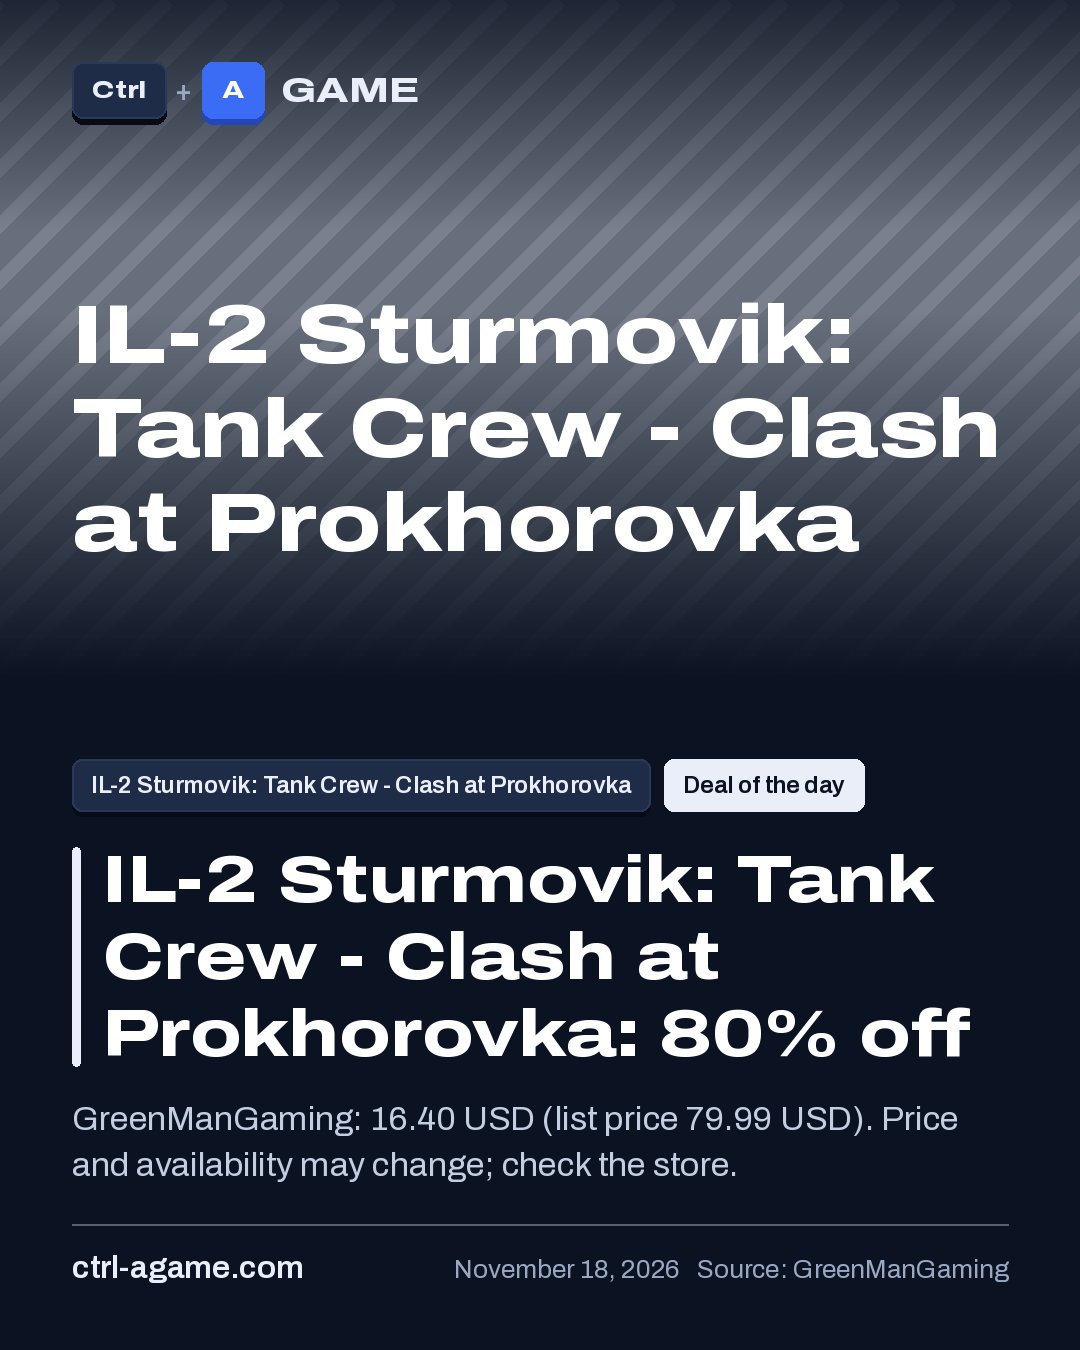 Ctrl + A GAME
IL-2 Sturmovik:
Tank Crew - Clash
at Prokhorovka
IL-2 Sturmovik: Tank Crew - Clash at Prokhorovka
Deal of the day
IL-2 Sturmovik: Tank
Crew - Clash at
Prokhorovka: 80% off
GreenManGaming: 16.40 USD (list price 79.99 USD). Price
and availability may change; check the store.
ctrl-agame.com
November 18, 2026 Source: GreenManGaming